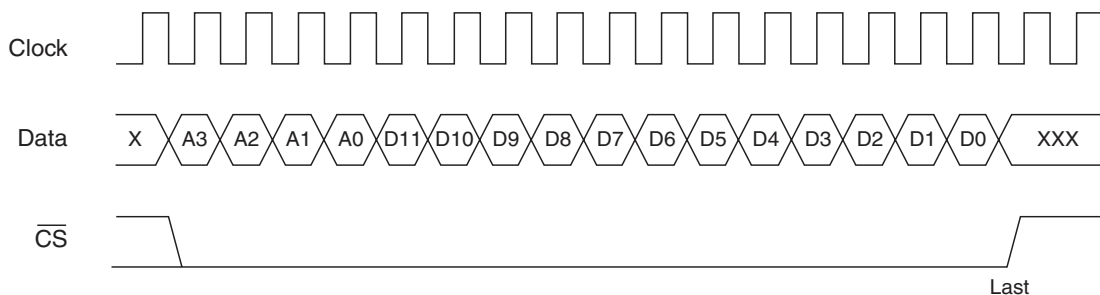 Clock
Data X A3 A2 A1 A0 D11 D10 D9 D8 D7 D6 D5 D4 D3 D2 D1 D0 XXX
C̅S̅
Last